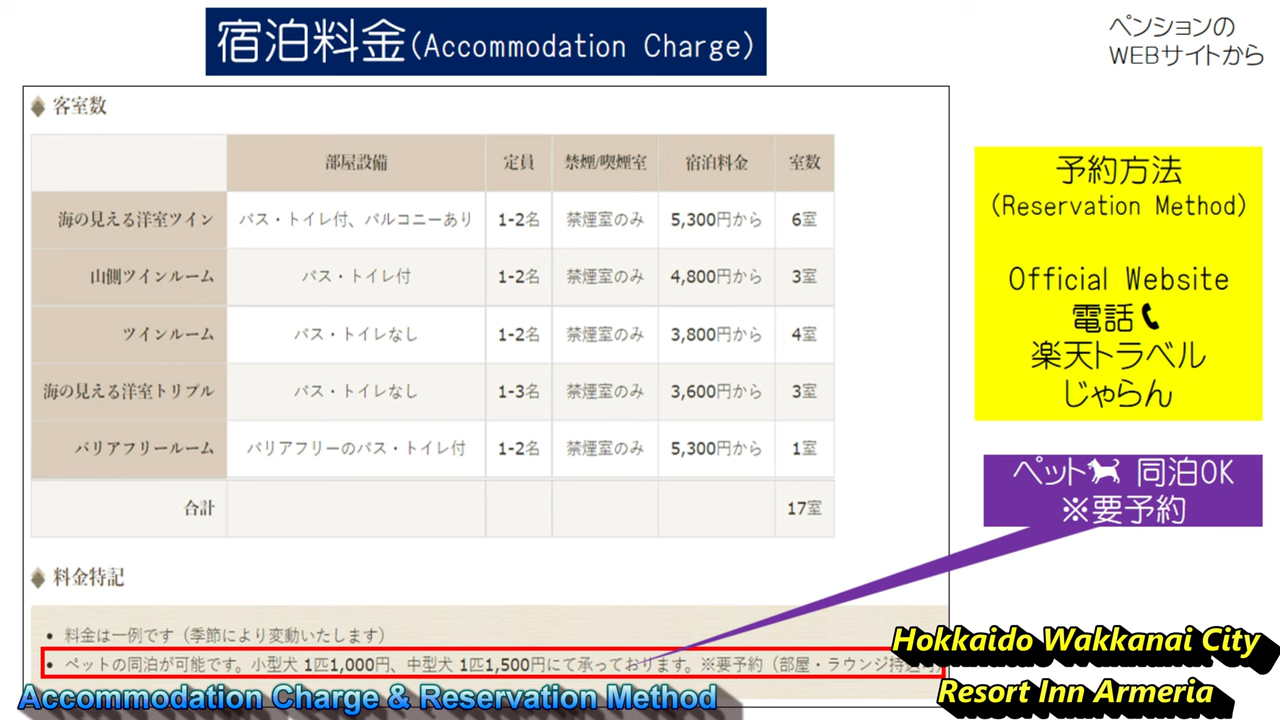 宿泊料金(Accommodation Charge)
ペンションの
WEBサイトから
客室数
部屋設備 定員 禁煙/喫煙室 宿泊料金 室数
海の見える洋室ツイン バス・トイレ付、バルコニーあり 1-2名 禁煙室のみ 5,300円から 6室
山側ツインルーム バス・トイレ付 1-2名 禁煙室のみ 4,800円から 3室
ツインルーム バス・トイレなし 1-2名 禁煙室のみ 3,800円から 4室
海の見える洋室トリプル バス・トイレなし 1-3名 禁煙室のみ 3,600円から 3室
バリアフリールーム バリアフリーのバス・トイレ付 1-2名 禁煙室のみ 5,300円から 1室
合計 17室
料金特記
料金は一例です（季節により変動いたします）
ペットの同泊が可能です。小型犬 1匹1,000円、中型犬 1匹1,500円にて承っております。※要予約（部屋・ラウンジ持
予約方法
(Reservation Method)
Official Website
電話
楽天トラベル
じゃらん
ペット 同泊OK
※要予約
Hokkaido Wakkanai City
Resort Inn Armeria
Accommodation Charge & Reservation Method